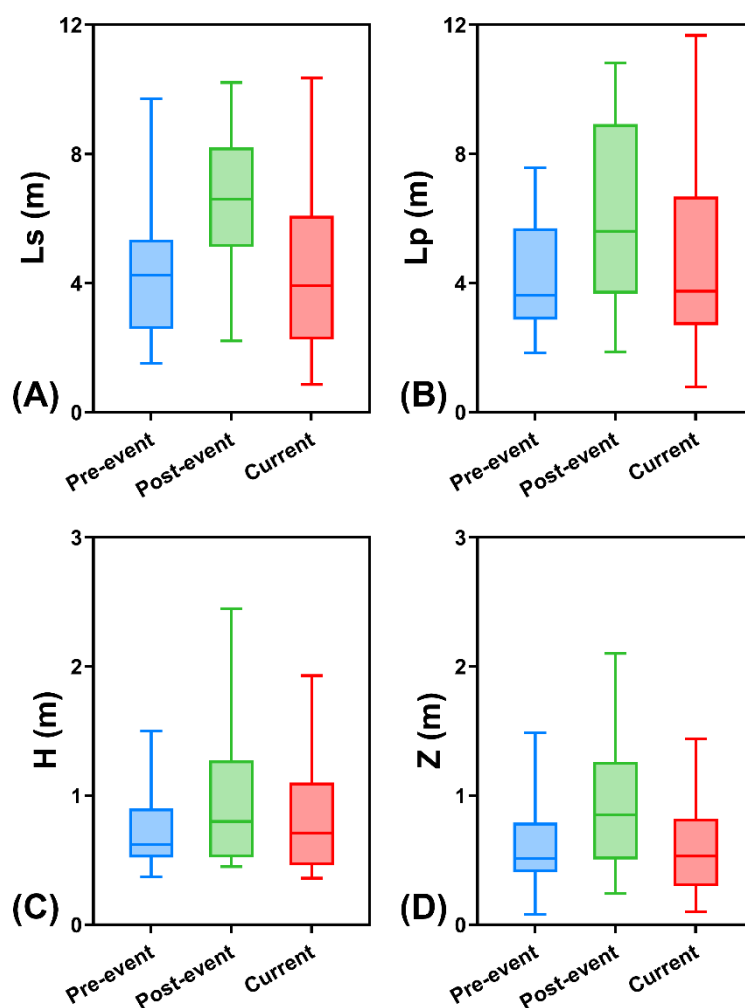 12
8
4
0
Ls (m)
(A)
Pre-event
Post-event
Current
12
8
4
0
Lp (m)
(B)
Pre-event
Post-event
Current
3
2
1
0
H (m)
(C)
Pre-event
Post-event
Current
3
2
1
0
Z (m)
(D)
Pre-event
Post-event
Current